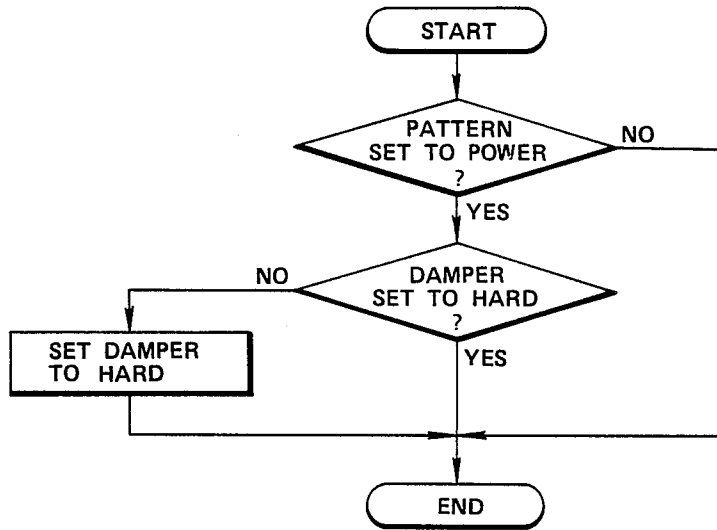 START
PATTERN
SET TO POWER
?
NO
YES
DAMPER
SET TO HARD
?
NO
YES
SET DAMPER
TO HARD
END